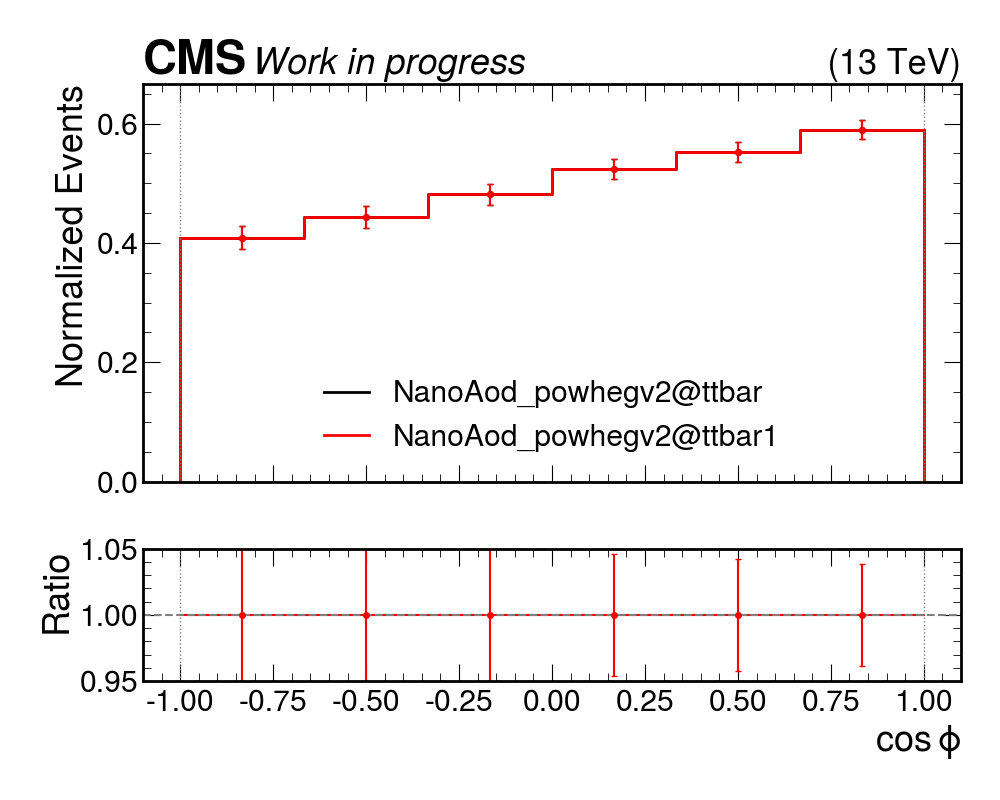 CMS Work in progress (13 TeV)
Normalized Events
0.6
0.4
0.2
0.0
NanoAod_powhegv2@ttbar
NanoAod_powhegv2@ttbar1
Ratio
1.05
1.00
0.95
-1.00 -0.75 -0.50 -0.25 0.00 0.25 0.50 0.75 1.00
cos ϕ